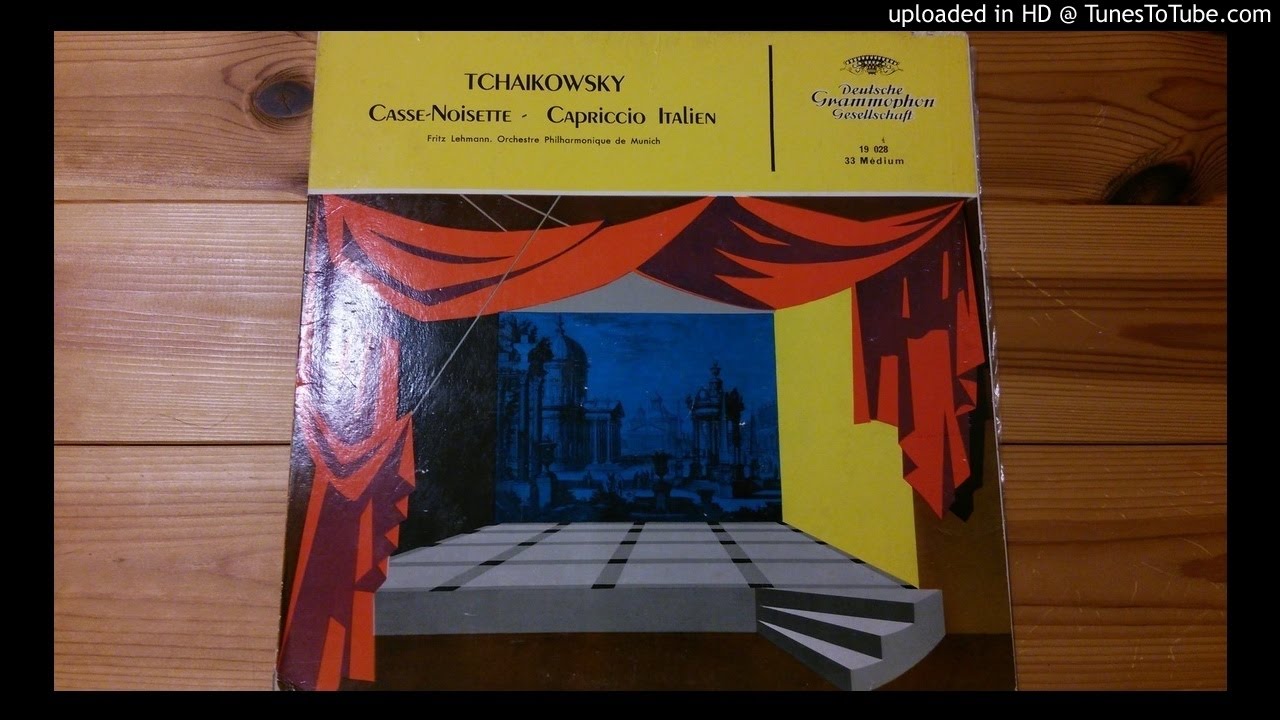 uploaded in HD @ TunesToTube.com
TCHAIKOWSKY
Casse-Noisette - Capriccio Italien
Fritz Lehmann. Orchestre Philharmonique de Munich
Deutsche
Grammophon
Gesellschaft
19 028
33 Médium